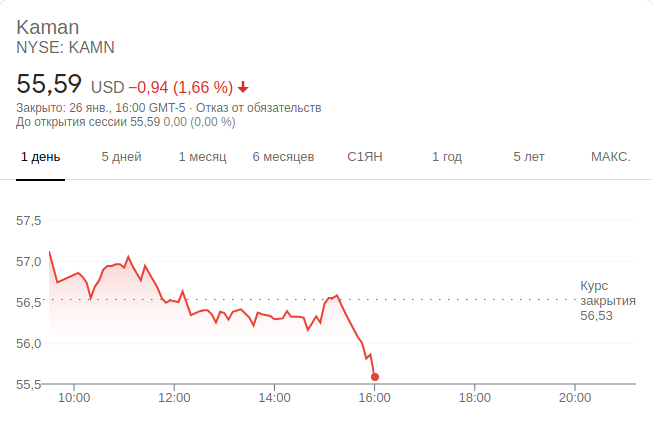 Kaman
NYSE: KAMN
55,59 USD −0,94 (1,66 %)
Закрыто: 26 янв., 16:00 GMT-5 · Отказ от обязательств
До открытия сессии 55,59 0,00 (0,00 %)
1 день 5 дней 1 месяц 6 месяцев С1ЯН 1 год 5 лет МАКС.
57,5
57,0
56,5
56,0
55,5
Курс
закрытия
56,53
10:00 12:00 14:00 16:00 18:00 20:00